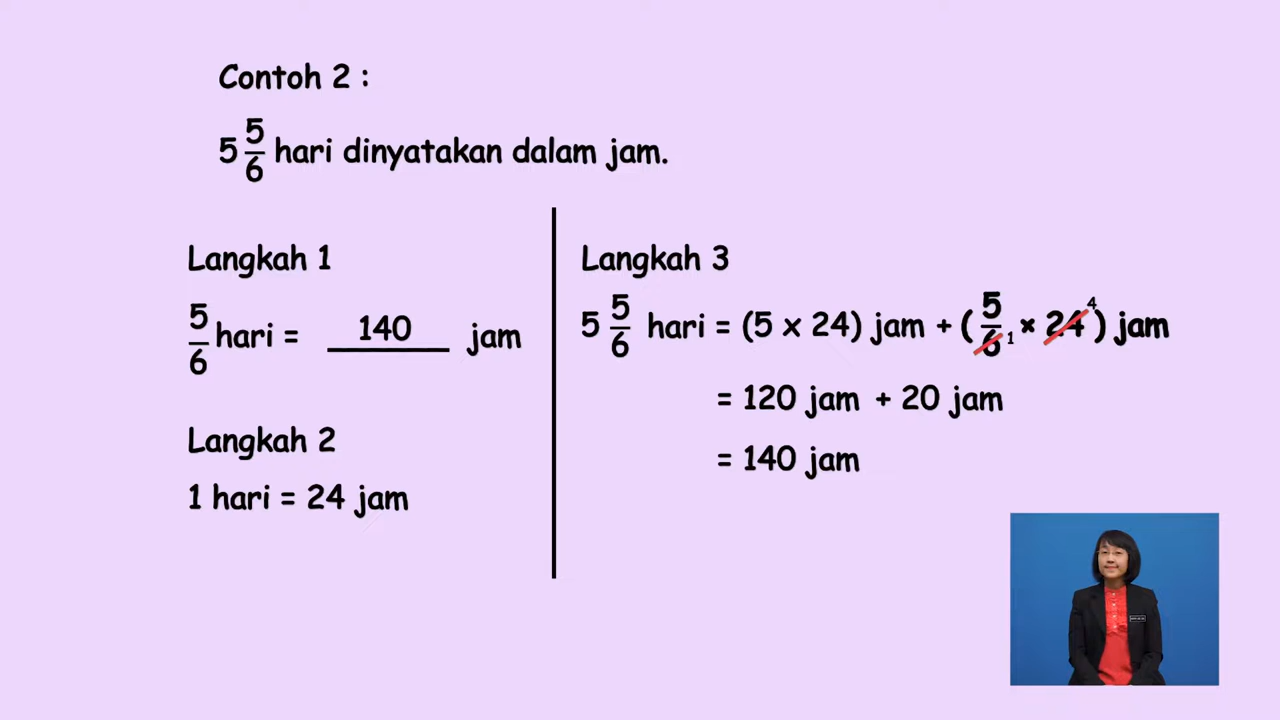 Contoh 2 :
5 5/6 hari dinyatakan dalam jam.
Langkah 1
5/6 hari = 140 jam
Langkah 2
1 hari = 24 jam
Langkah 3
5 5/6 hari = (5 x 24) jam + ( 5/6 1 × 24 4 ) jam
= 120 jam + 20 jam
= 140 jam